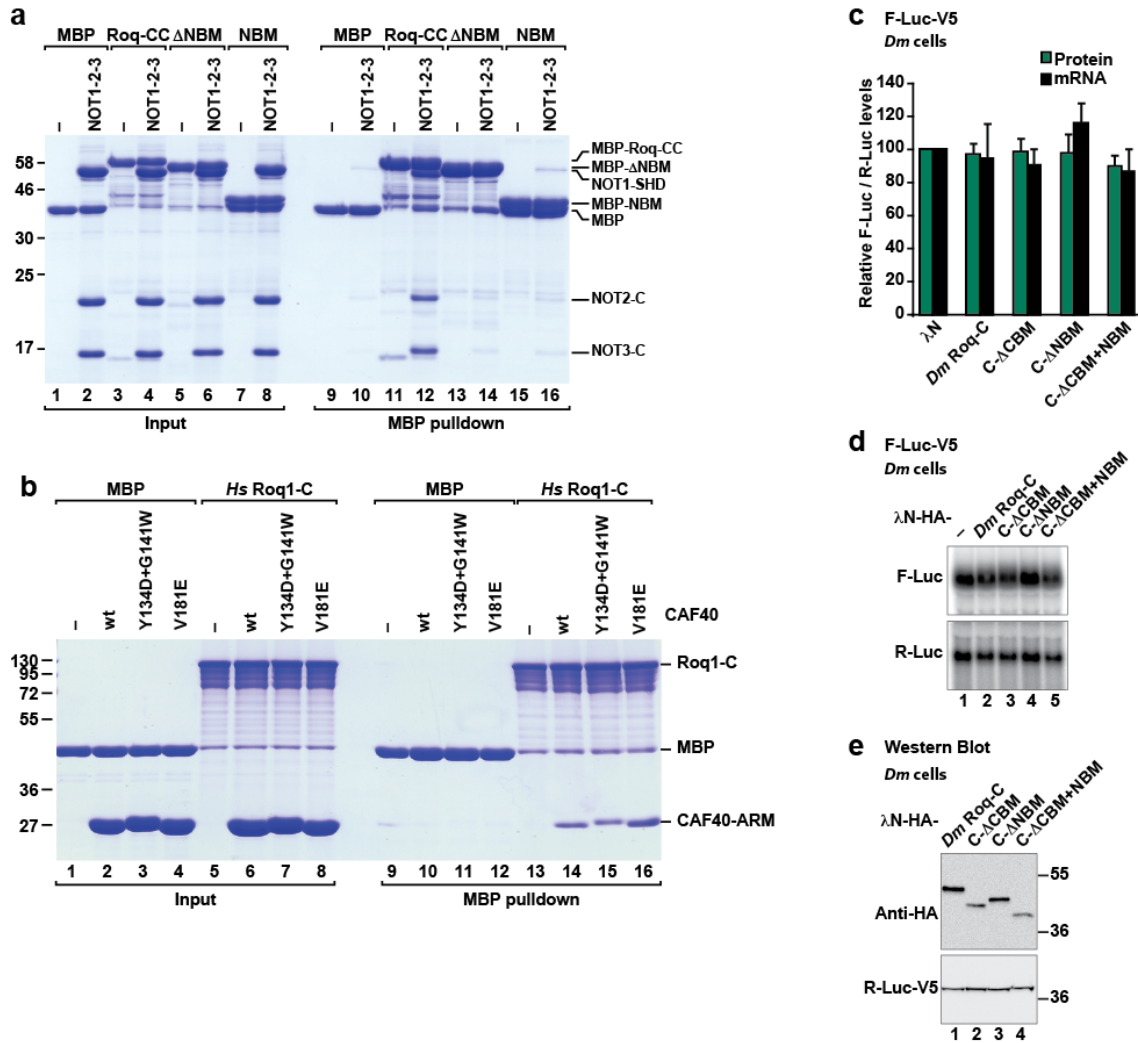 a
MBP Roq-CC ΔNBM NBM MBP Roq-CC ΔNBM NBM
– NOT1-2-3 – NOT1-2-3 – NOT1-2-3 – NOT1-2-3 – NOT1-2-3 – NOT1-2-3 – NOT1-2-3 – NOT1-2-3
58
46
30
25
17
MBP-Roq-CC
MBP-ΔNBM
NOT1-SHD
MBP-NBM
MBP
NOT2-C
NOT3-C
1 2 3 4 5 6 7 8 9 10 11 12 13 14 15 16
Input MBP pulldown
b
MBP Hs Roq1-C MBP Hs Roq1-C
– wt Y134D+G141W V181E – wt Y134D+G141W V181E – wt Y134D+G141W V181E – wt Y134D+G141W V181E CAF40
130
95
72
55
36
27
Roq1-C
MBP
CAF40-ARM
1 2 3 4 5 6 7 8 9 10 11 12 13 14 15 16
Input MBP pulldown
c F-Luc-V5
Dm cells
Protein
mRNA
Relative F-Luc / R-Luc levels
140
120
100
80
60
40
20
0
λN Dm Roq-C C-ΔCBM C-ΔNBM C-ΔCBM+NBM
d F-Luc-V5
Dm cells
λN-HA- – Dm Roq-C C-ΔCBM C-ΔNBM C-ΔCBM+NBM
F-Luc
R-Luc
1 2 3 4 5
e Western Blot
Dm cells
λN-HA- Dm Roq-C C-ΔCBM C-ΔNBM C-ΔCBM+NBM
55
Anti-HA
36
R-Luc-V5
36
1 2 3 4